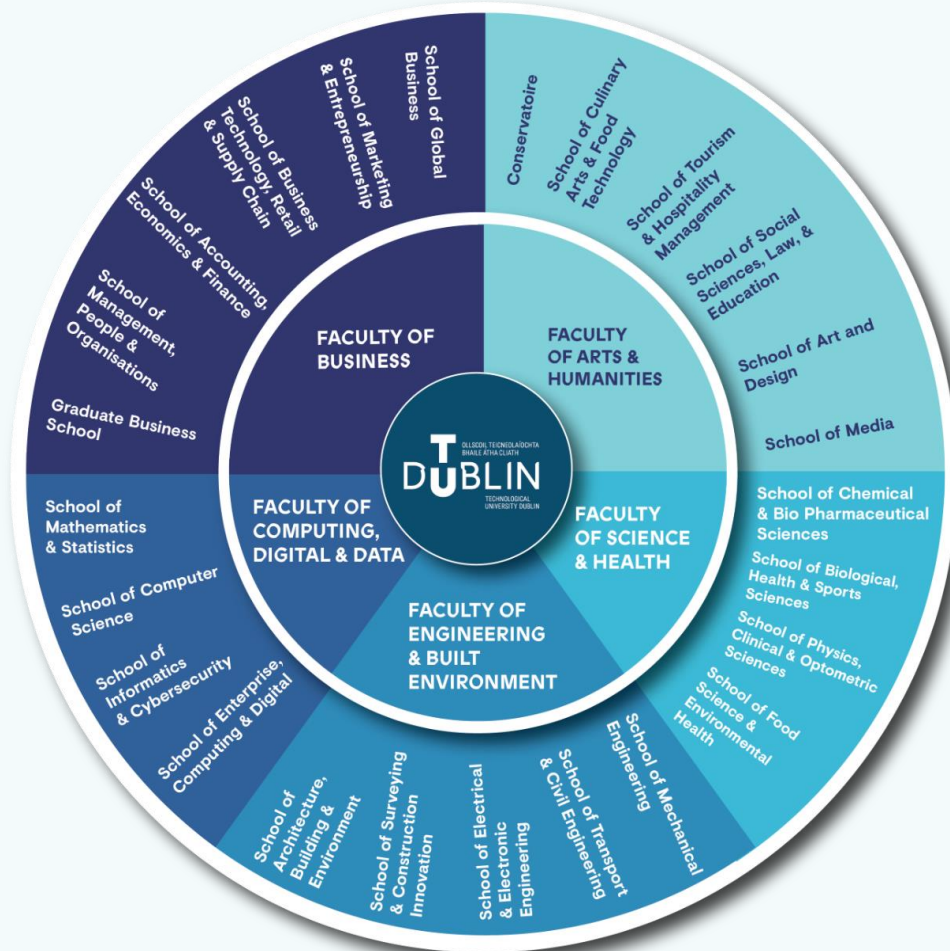 School of Global
Business
School of Marketing
& Entrepreneurship
School of Business
Technology, Retail
& Supply Chain
School of Accounting,
Economics & Finance
School of
Management,
People &
Organisations
Graduate Business
School
FACULTY OF
BUSINESS
Conservatoire
School of Culinary
Arts & Food
Technology
School of Tourism
& Hospitality
Management
School of Social
Sciences, Law, &
Education
School of Art and
Design
School of Media
FACULTY
OF ARTS &
HUMANITIES
TU
DUBLIN
OLLSCOIL TEICNEOLAÍOCHTA
BHAILE ÁTHA CLIATH
TECHNOLOGICAL
UNIVERSITY DUBLIN
FACULTY OF
COMPUTING,
DIGITAL & DATA
School of
Mathematics
& Statistics
School of Computer
Science
School of
Informatics
& Cybersecurity
School of Enterprise,
Computing & Digital
FACULTY
OF SCIENCE
& HEALTH
School of Chemical
& Bio Pharmaceutical
Sciences
School of Biological,
Health & Sports
Sciences
School of Physics,
Clinical & Optometric
Sciences
School of Food
Science &
Environmental
Health
FACULTY OF
ENGINEERING
& BUILT
ENVIRONMENT
School of
Architecture,
Building &
Environment
School of Surveying
& Construction
Innovation
School of Electrical
& Electronic
Engineering
School of Transport
& Civil Engineering
School of Mechanical
Engineering